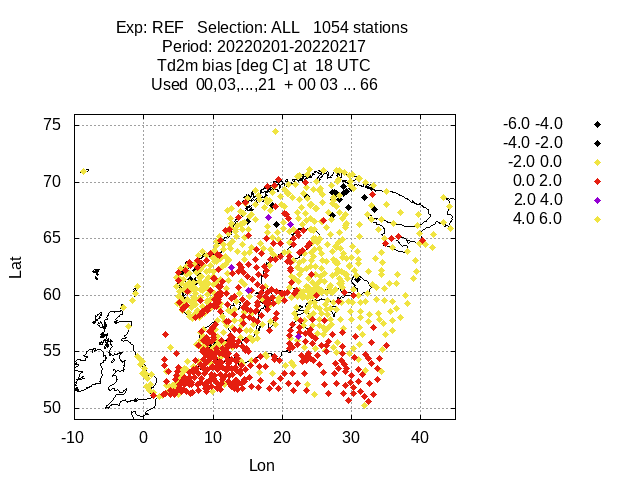 Exp: REF   Selection: ALL   1054 stations
Period: 20220201-20220217
Td2m bias [deg C] at  18 UTC
Used  00,03,...,21  + 00 03 ... 66
-6.0 -4.0
-4.0 -2.0
-2.0 0.0
0.0 2.0
2.0 4.0
4.0 6.0
75
70
65
60
55
50
Lat
-10 0 10 20 30 40
Lon